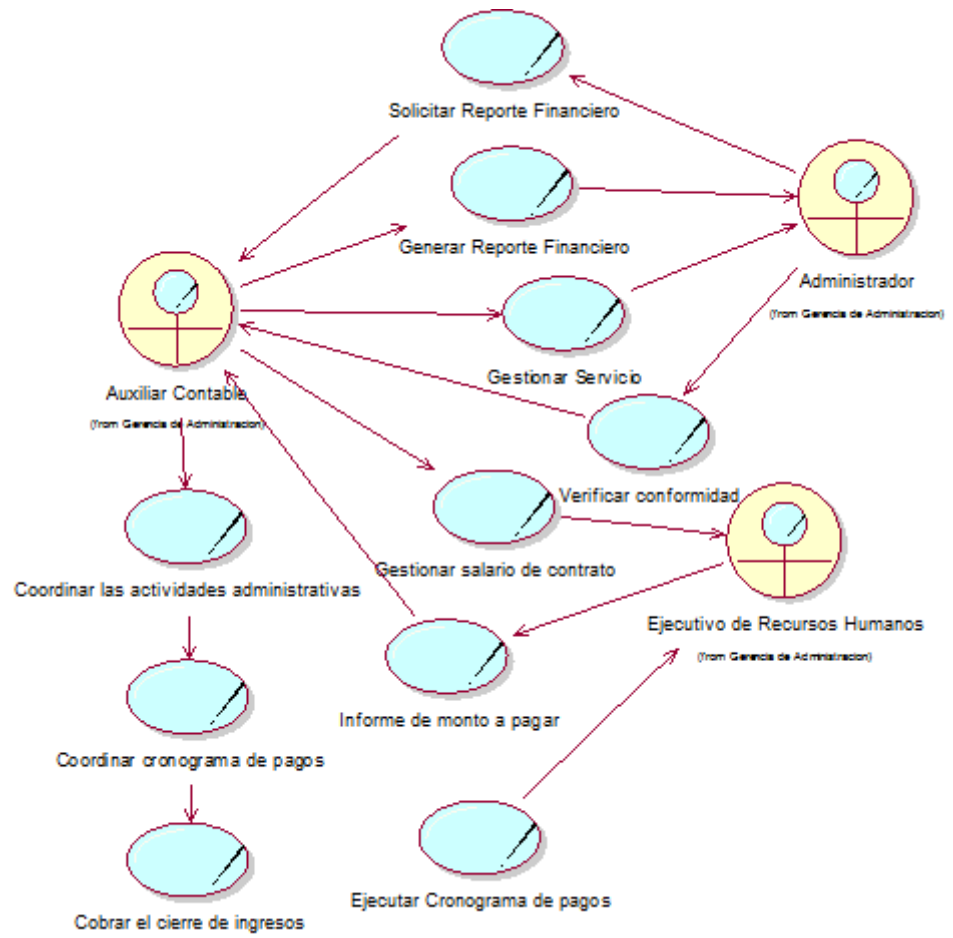 Solicitar Reporte Financiero
Generar Reporte Financiero
Administrador
(from Gerencia de Administracion)
Gestionar Servicio
Auxiliar Contable
(from Gerencia de Administracion)
Verificar conformidad
Gestionar salario de contrato
Coordinar las actividades administrativas
Ejecutivo de Recursos Humanos
(from Gerencia de Administracion)
Informe de monto a pagar
Coordinar cronograma de pagos
Ejecutar Cronograma de pagos
Cobrar el cierre de ingresos